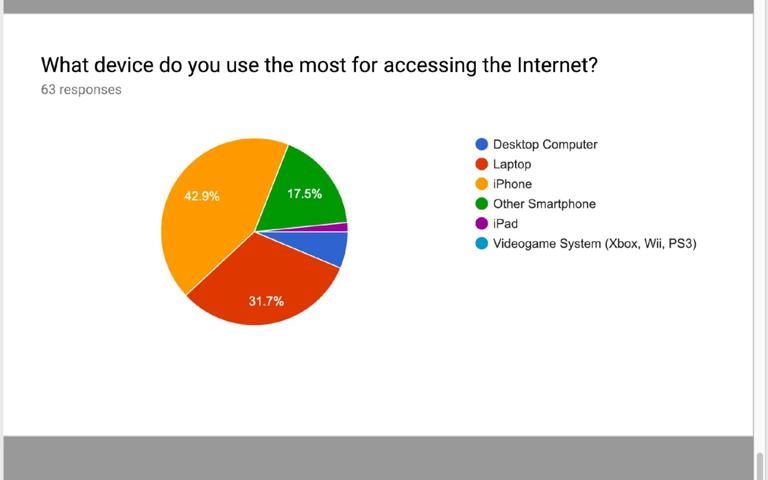 What device do you use the most for accessing the Internet?
63 responses
42.9%
17.5%
31.7%
Desktop Computer
Laptop
iPhone
Other Smartphone
iPad
Videogame System (Xbox, Wii, PS3)